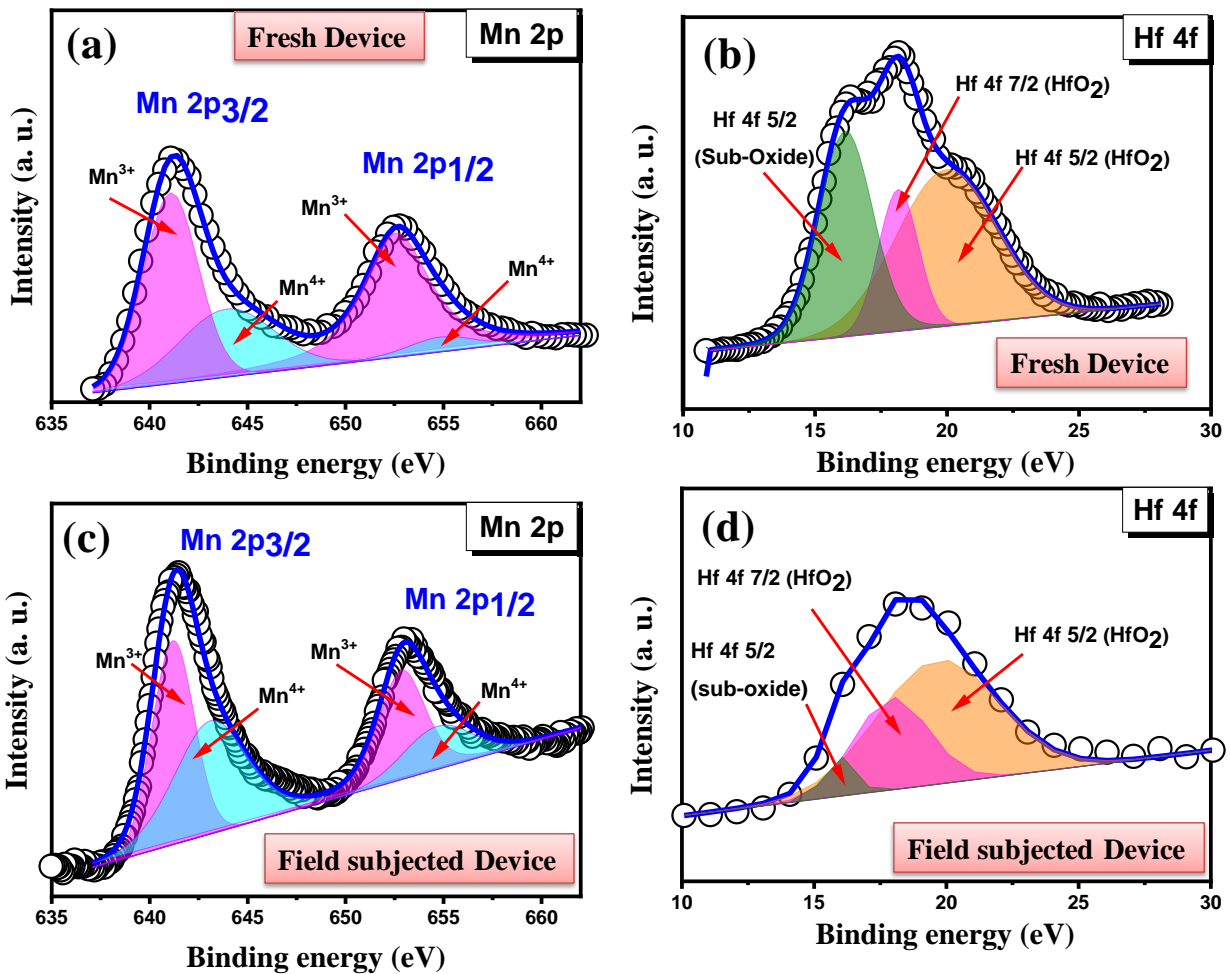 (a)
Fresh Device
Mn 2p
Mn 2p3/2
Mn 2p1/2
Mn3+
Mn4+
Mn3+
Mn4+
Intensity (a. u.)
635 640 645 650 655 660
Binding energy (eV)
(b)
Hf 4f
Hf 4f 7/2 (HfO2)
Hf 4f 5/2
(Sub-Oxide)
Hf 4f 5/2 (HfO2)
Fresh Device
Intensity (a. u.)
10 15 20 25 30
Binding energy (eV)
(c)
Mn 2p
Mn 2p3/2
Mn 2p1/2
Mn3+
Mn4+
Mn3+
Mn4+
Field subjected Device
Intensity (a. u.)
635 640 645 650 655 660
Binding energy (eV)
(d)
Hf 4f
Hf 4f 7/2 (HfO2)
Hf 4f 5/2
(sub-oxide)
Hf 4f 5/2 (HfO2)
Field subjected Device
Intensity (a. u.)
10 15 20 25 30
Binding energy (eV)